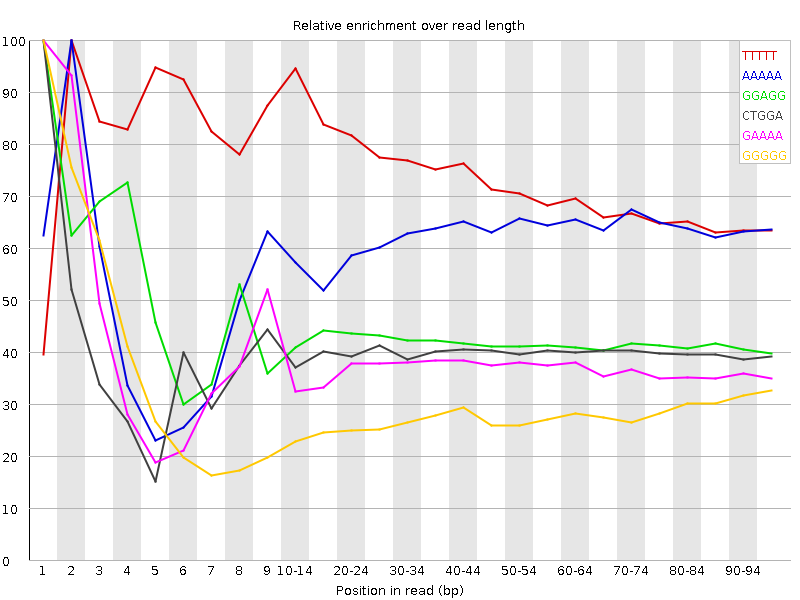 Relative enrichment over read length
100
90
80
70
60
50
40
30
20
10
0
TTTTT
AAAAA
GGAGG
CTGGA
GAAAA
GGGGG
1 2 3 4 5 6 7 8 9 10-14 20-24 30-34 40-44 50-54 60-64 70-74 80-84 90-94
Position in read (bp)